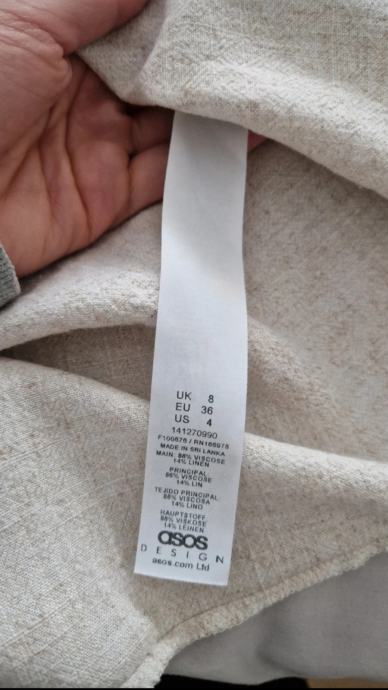 UK 8
EU 36
US 4
141270990
F100676 / RN166978
MADE IN SRI LANKA
MAIN: 86% VISCOSE
14% LINEN
PRINCIPAL:
86% VISCOSE
14% LIN
TEJIDO PRINCIPAL:
86% VISCOSA
14% LINO
HAUPTSTOFF:
86% VISKOSE
14% LEINEN
asos
DESIGN
asos.com Ltd